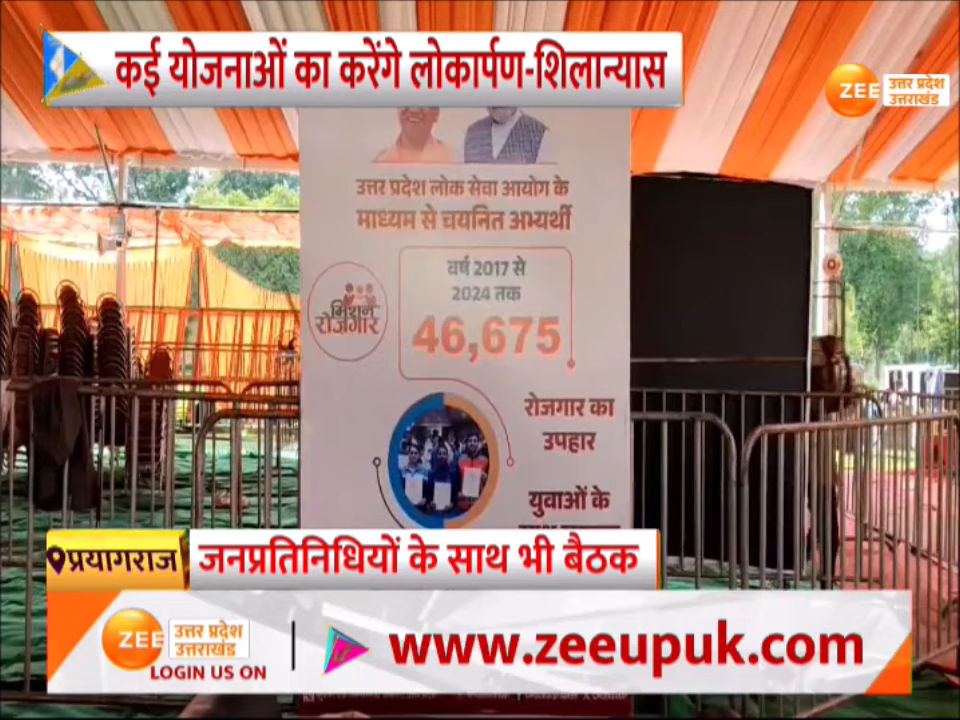 कई योजनाओं का करेंगे लोकार्पण-शिलान्यास
ZEE उत्तर प्रदेश
उत्तराखंड
उत्तर प्रदेश लोक सेवा आयोग के
माध्यम से चयनित अभ्यर्थी
वर्ष 2017 से
2024 तक
46,675
मिशन
रोजगार
रोजगार का
उपहार
युवाओं के
प्रयागराज
जनप्रतिनिधियों के साथ भी बैठक
ZEE उत्तर प्रदेश
उत्तराखंड
LOGIN US ON
www.zeeupuk.com